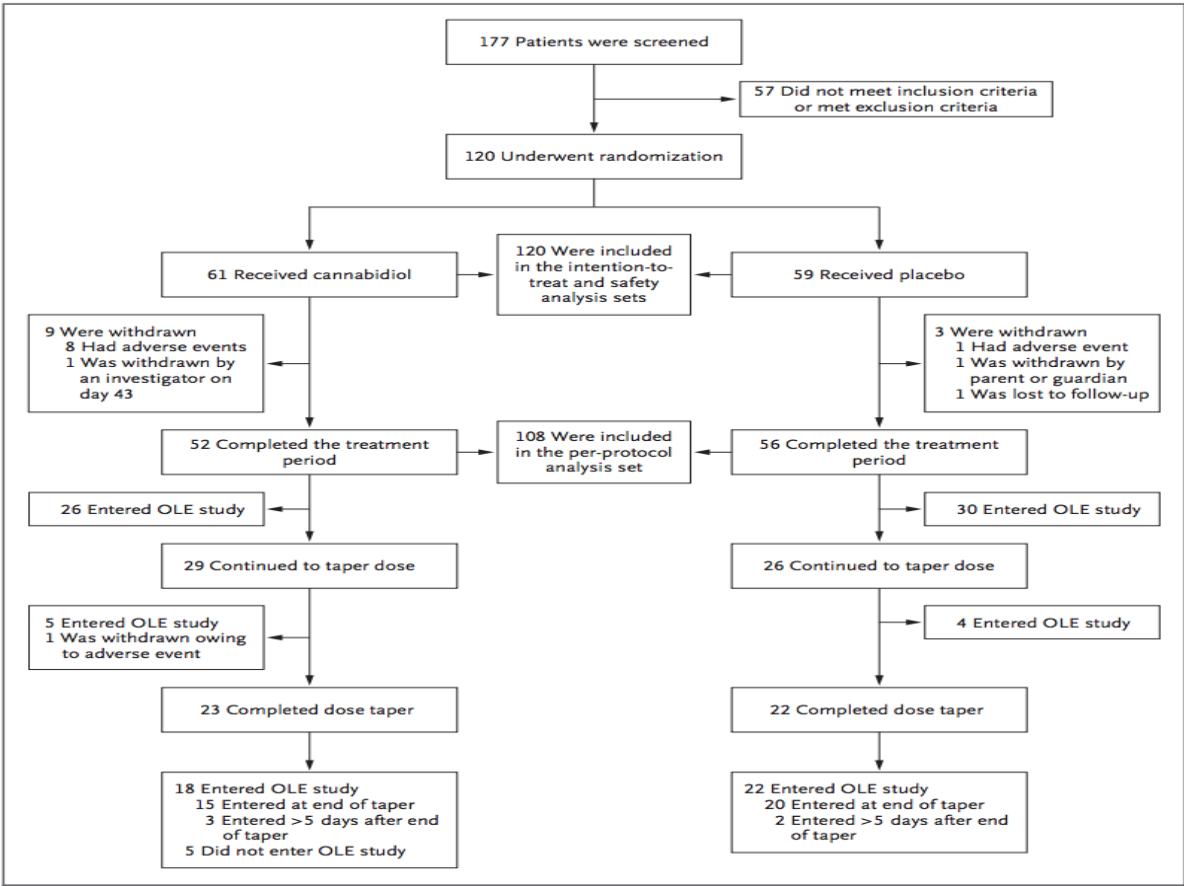 177 Patients were screened
57 Did not meet inclusion criteria
or met exclusion criteria
120 Underwent randomization
61 Received cannabidiol
120 Were included
in the intention-to-
treat and safety
analysis sets
59 Received placebo
9 Were withdrawn
8 Had adverse events
1 Was withdrawn by
an investigator on
day 43
3 Were withdrawn
1 Had adverse event
1 Was withdrawn by
parent or guardian
1 Was lost to follow-up
52 Completed the treatment
period
108 Were included
in the per-protocol
analysis set
56 Completed the treatment
period
26 Entered OLE study
30 Entered OLE study
29 Continued to taper dose
26 Continued to taper dose
5 Entered OLE study
1 Was withdrawn owing
to adverse event
4 Entered OLE study
23 Completed dose taper
22 Completed dose taper
18 Entered OLE study
15 Entered at end of taper
3 Entered >5 days after end
of taper
5 Did not enter OLE study
22 Entered OLE study
20 Entered at end of taper
2 Entered >5 days after end
of taper